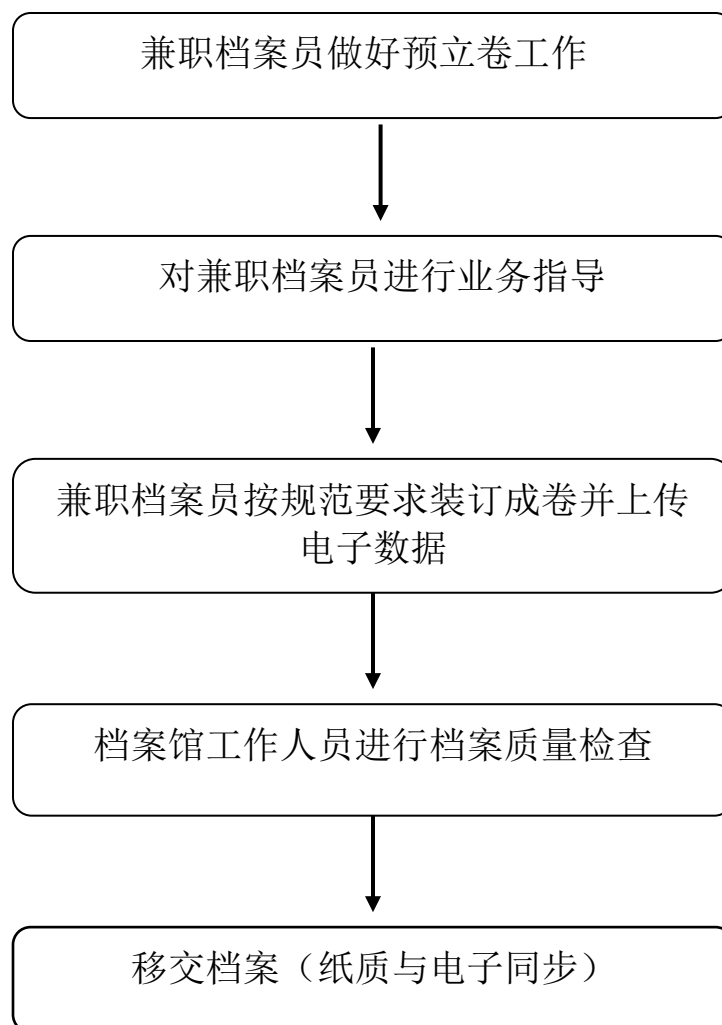 兼职档案员做好预立卷工作
对兼职档案员进行业务指导
兼职档案员按规范要求装订成卷并上传
电子数据
档案馆工作人员进行档案质量检查
移交档案（纸质与电子同步）